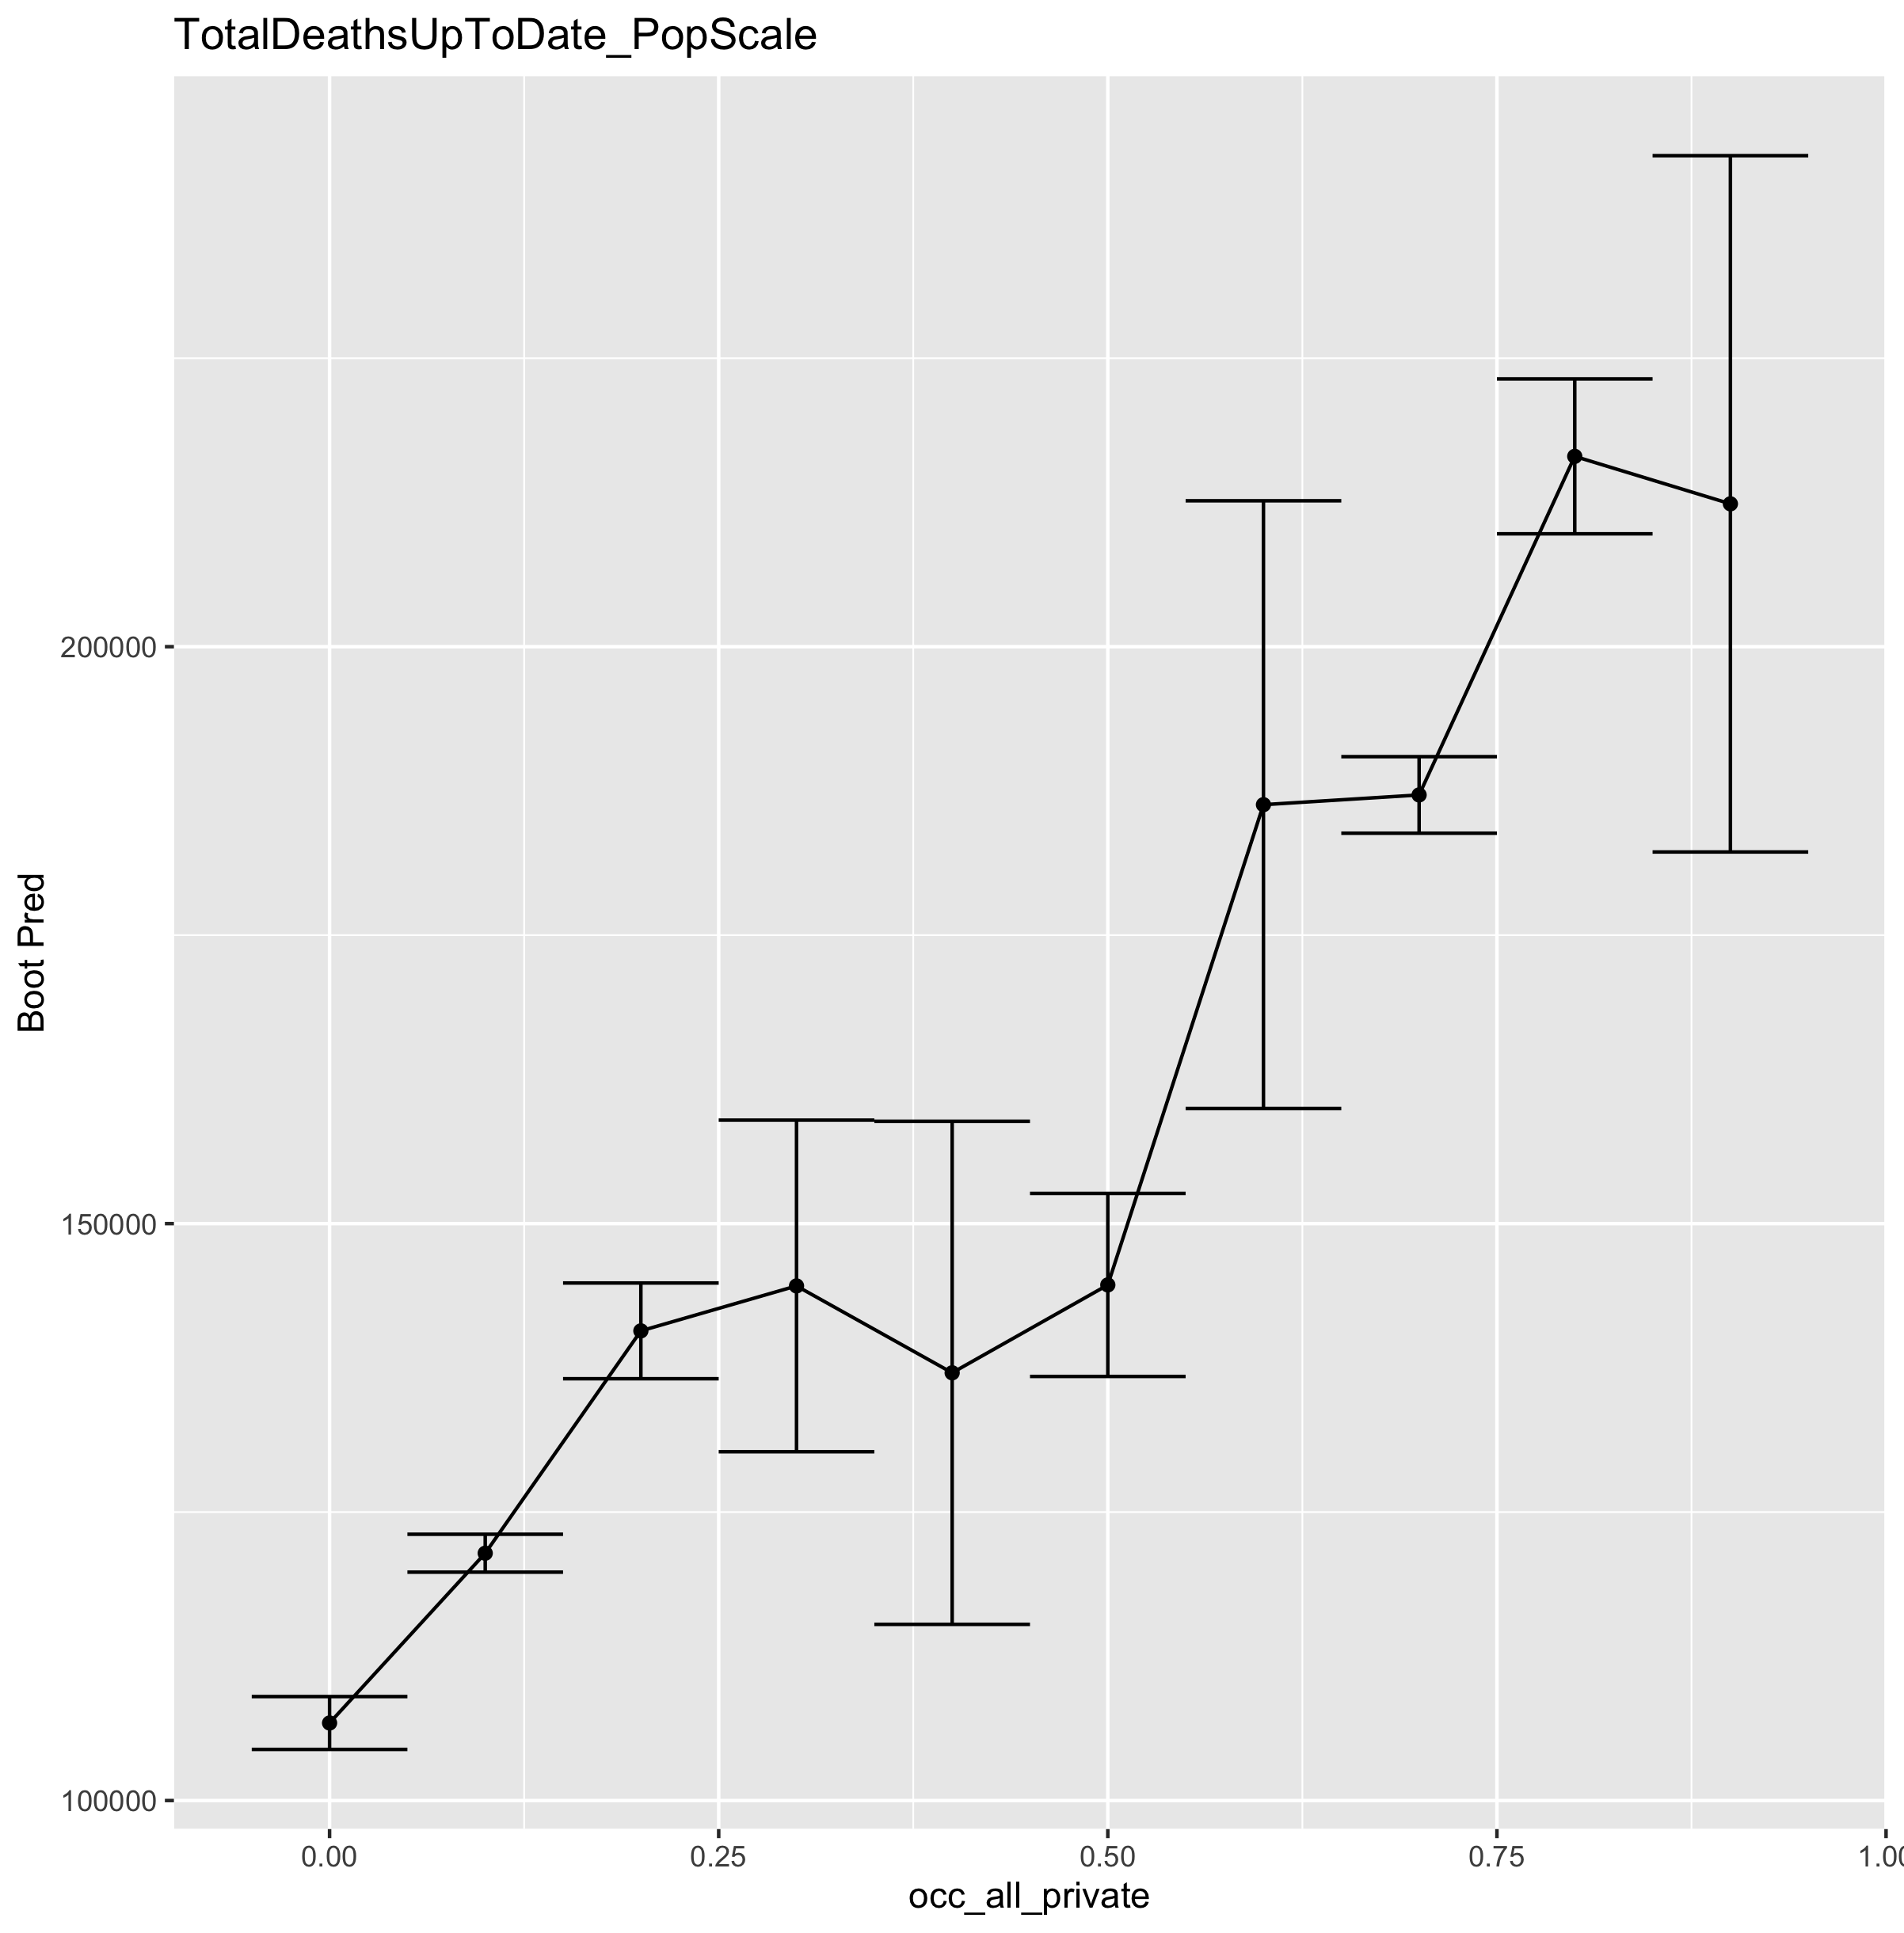 TotalDeathsUpToDate_PopScale
Boot Pred
200000
150000
100000
0.00 0.25 0.50 0.75 1.00
occ_all_private